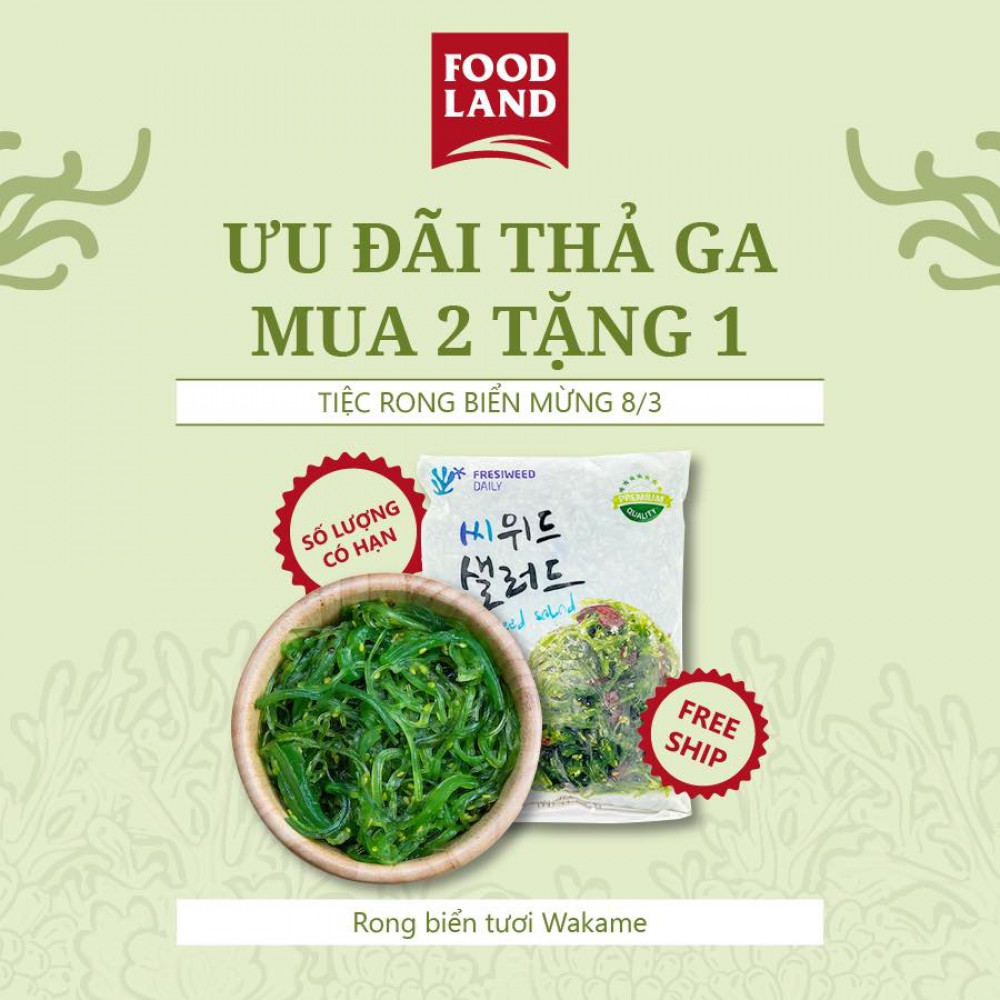 FOOD
LAND
ƯU ĐÃI THẢ GA
MUA 2 TẶNG 1
TIỆC RONG BIỂN MỪNG 8/3
SỐ LƯỢNG
CÓ HẠN
FRESIWEED
DAILY
PREMIUM
QUALITY
씨위드
샐러드
salad
FREE
SHIP
Rong biển tươi Wakame